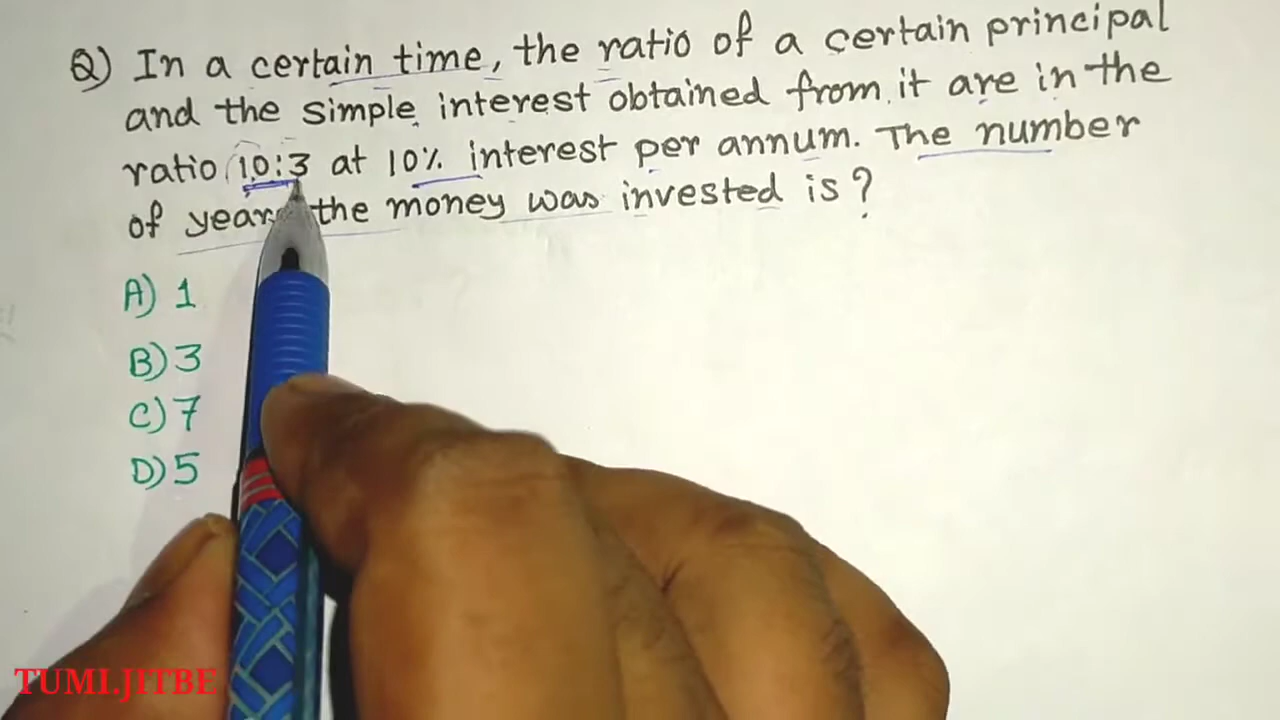 Q) In a certain time, the ratio of a certain principal
and the simple interest obtained from it are in the
ratio 10:3 at 10% interest per annum. The number
of years the money was invested is?
A) 1
B) 3
C) 7
D) 5
TUMI.JITBE